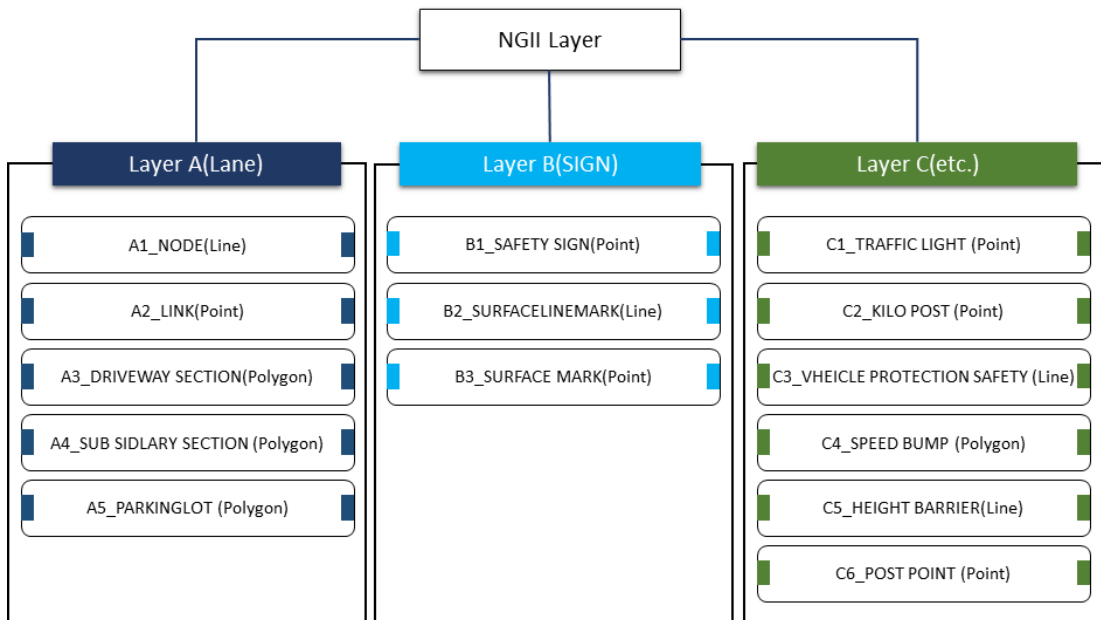 NGII Layer
Layer A(Lane)
A1_NODE(Line)
A2_LINK(Point)
A3_DRIVEWAY SECTION(Polygon)
A4_SUB SIDLARY SECTION (Polygon)
A5_PARKINGLOT (Polygon)
Layer B(SIGN)
B1_SAFETY SIGN(Point)
B2_SURFACELINEMARK(Line)
B3_SURFACE MARK(Point)
Layer C(etc.)
C1_TRAFFIC LIGHT (Point)
C2_KILO POST (Point)
C3_VHEICLE PROTECTION SAFETY (Line)
C4_SPEED BUMP (Polygon)
C5_HEIGHT BARRIER(Line)
C6_POST POINT (Point)